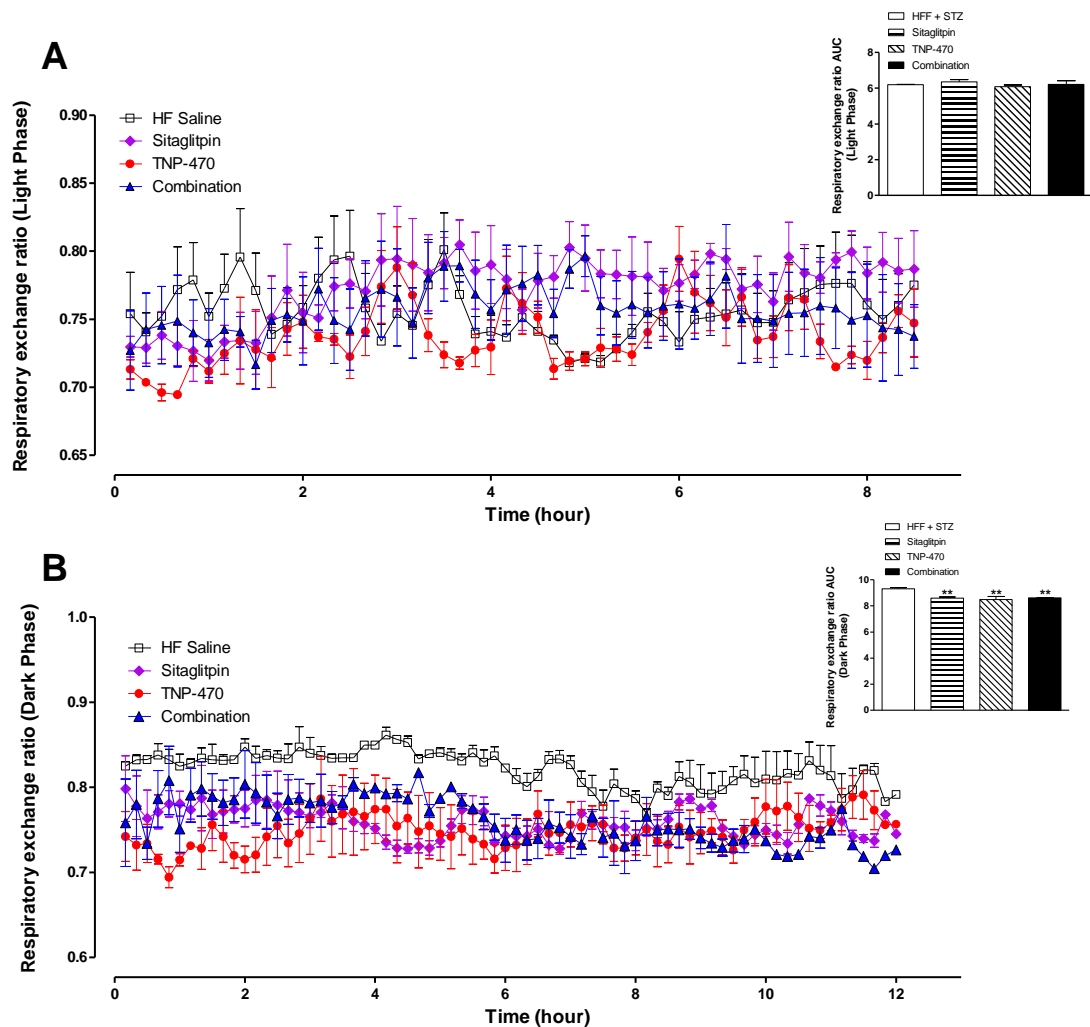 A
HFF + STZ
Sitaglitpin
TNP-470
Combination
Respiratory exchange ratio AUC
(Light Phase)
8
6
4
2
0
Respiratory exchange ratio (Light Phase)
0.90
0.85
0.80
0.75
0.70
0.65
HF Saline
Sitaglitpin
TNP-470
Combination
0 2 4 6 8
Time (hour)
B
HFF + STZ
Sitaglitpin
TNP-470
Combination
Respiratory exchange ratio AUC
(Dark Phase)
10
8
6
4
2
0
** ** **
Respiratory exchange ratio (Dark Phase)
1.0
0.9
0.8
0.7
0.6
HF Saline
Sitaglitpin
TNP-470
Combination
0 2 4 6 8 10 12
Time (hour)